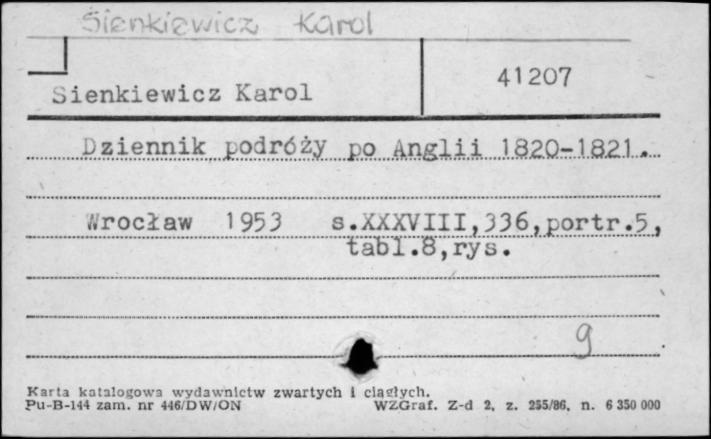 Sienkiewicz Karol
41207
Sienkiewicz Karol
Dziennik podróży po Anglii 1820-1821.
Wrocław 1953 s.XXXVIII,336,portr.5,
tabl.8,rys.
9
Karta katalogowa wydawnictw zwartych i ciągłych.
Pu-B-144 zam. nr 446/DW/ON WZGraf. Z-d 2, z. 255/86, n. 6 350 000